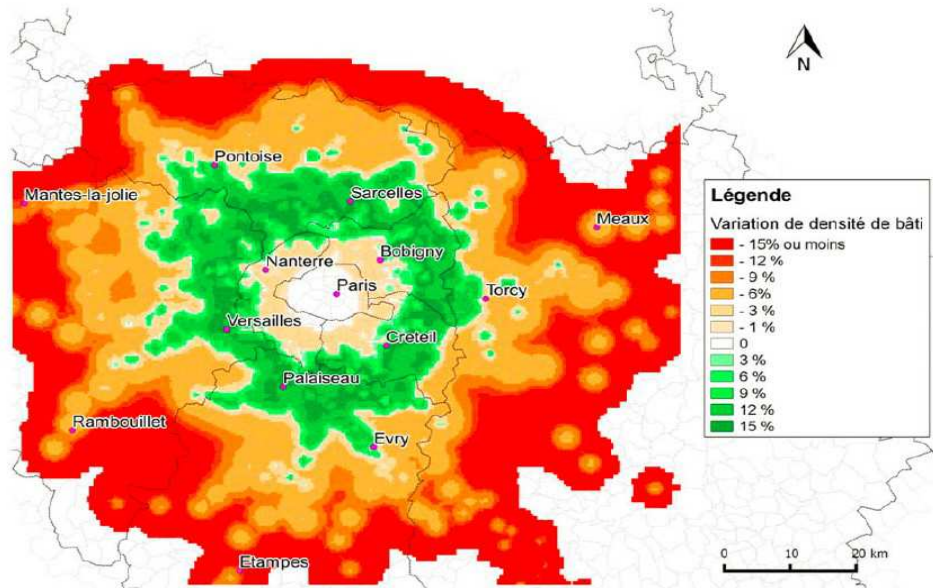 N
Pontoise
Mantes-la-jolie
Sarcelles
Meaux
Bobigny
Nanterre
Paris
Torcy
Versailles
Creteil
Palaiseau
Rambouillet
Evry
Etampes
Légende
Variation de densité de bâti
- 15% ou moins
- 12 %
- 9 %
- 6%
- 3 %
- 1 %
0
3 %
6 %
9 %
12 %
15 %
0 10 20 km